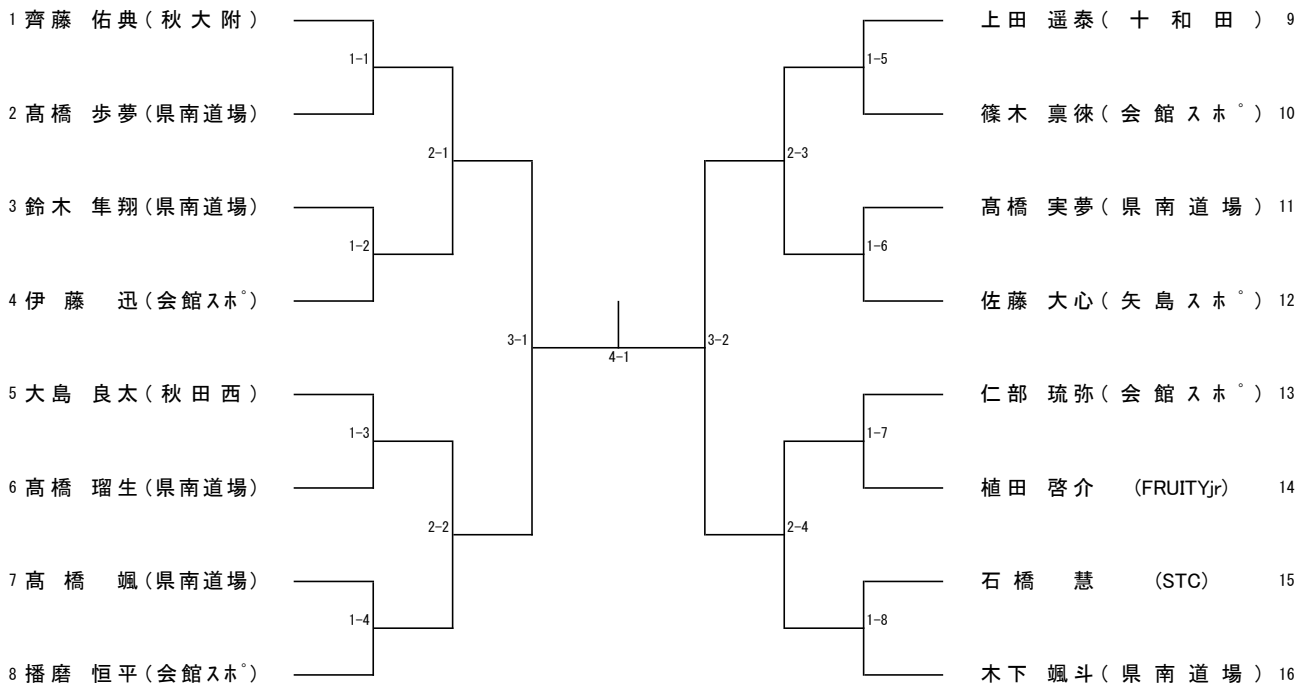 1 齊藤 佑典(秋大附)
1-1
2 髙橋 歩夢(県南道場)
2-1
3 鈴木 隼翔(県南道場)
1-2
4 伊藤 迅(会館スポ)
3-1
5 大島 良太(秋田西)
1-3
6 髙橋 瑠生(県南道場)
2-2
7 髙橋 颯(県南道場)
1-4
8 播磨 恒平(会館スポ)
4-1
上田 遥泰(十和田) 9
1-5
篠木 禀徠(会館スポ) 10
2-3
髙橋 実夢(県南道場) 11
1-6
佐藤 大心(矢島スポ) 12
3-2
仁部 琉弥(会館スポ) 13
1-7
植田 啓介 (FRUITYjr) 14
2-4
石橋 慧 (STC) 15
1-8
木下 颯斗(県南道場) 16